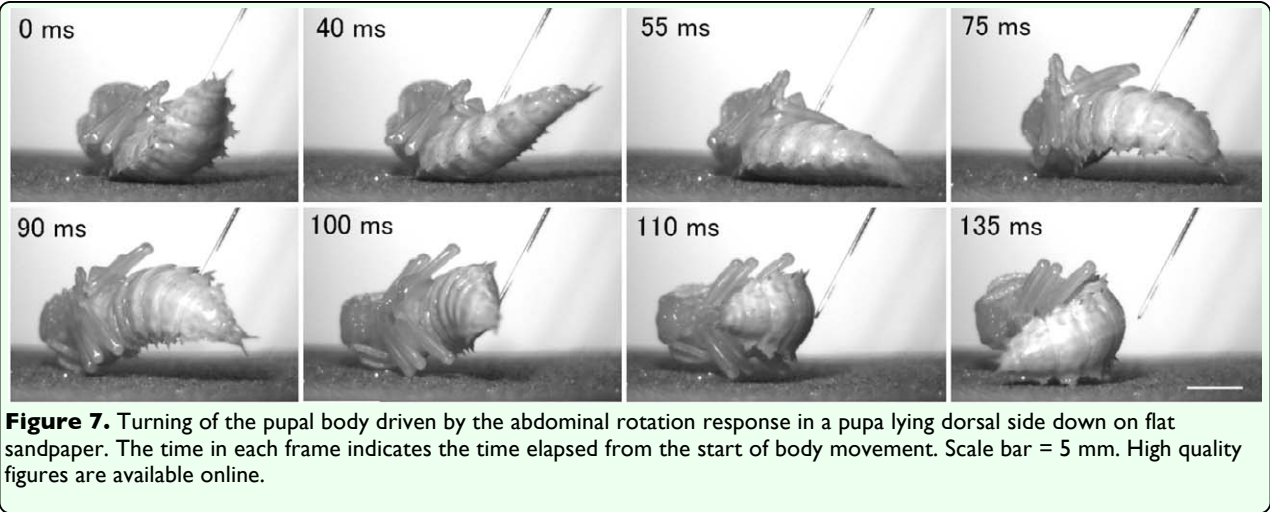 0 ms
40 ms
55 ms
75 ms
90 ms
100 ms
110 ms
135 ms
Figure 7. Turning of the pupal body driven by the abdominal rotation response in a pupa lying dorsal side down on flat
sandpaper. The time in each frame indicates the time elapsed from the start of body movement. Scale bar = 5 mm. High quality
figures are available online.